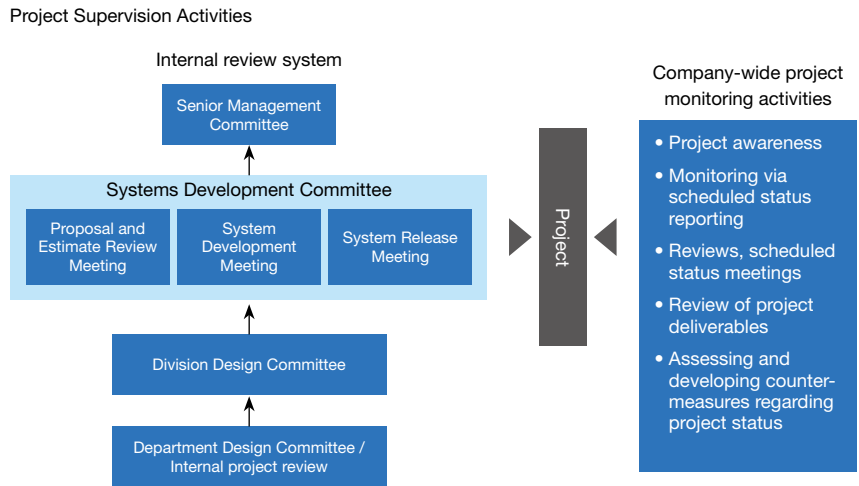 Project Supervision Activities
Internal review system
Senior Management
Committee
Systems Development Committee
Proposal and
Estimate Review
Meeting
System
Development
Meeting
System Release
Meeting
Division Design Committee
Department Design Committee /
Internal project review
Project
Company-wide project
monitoring activities
• Project awareness
• Monitoring via
scheduled status
reporting
• Reviews, scheduled
status meetings
• Review of project
deliverables
• Assessing and
developing counter-
measures regarding
project status